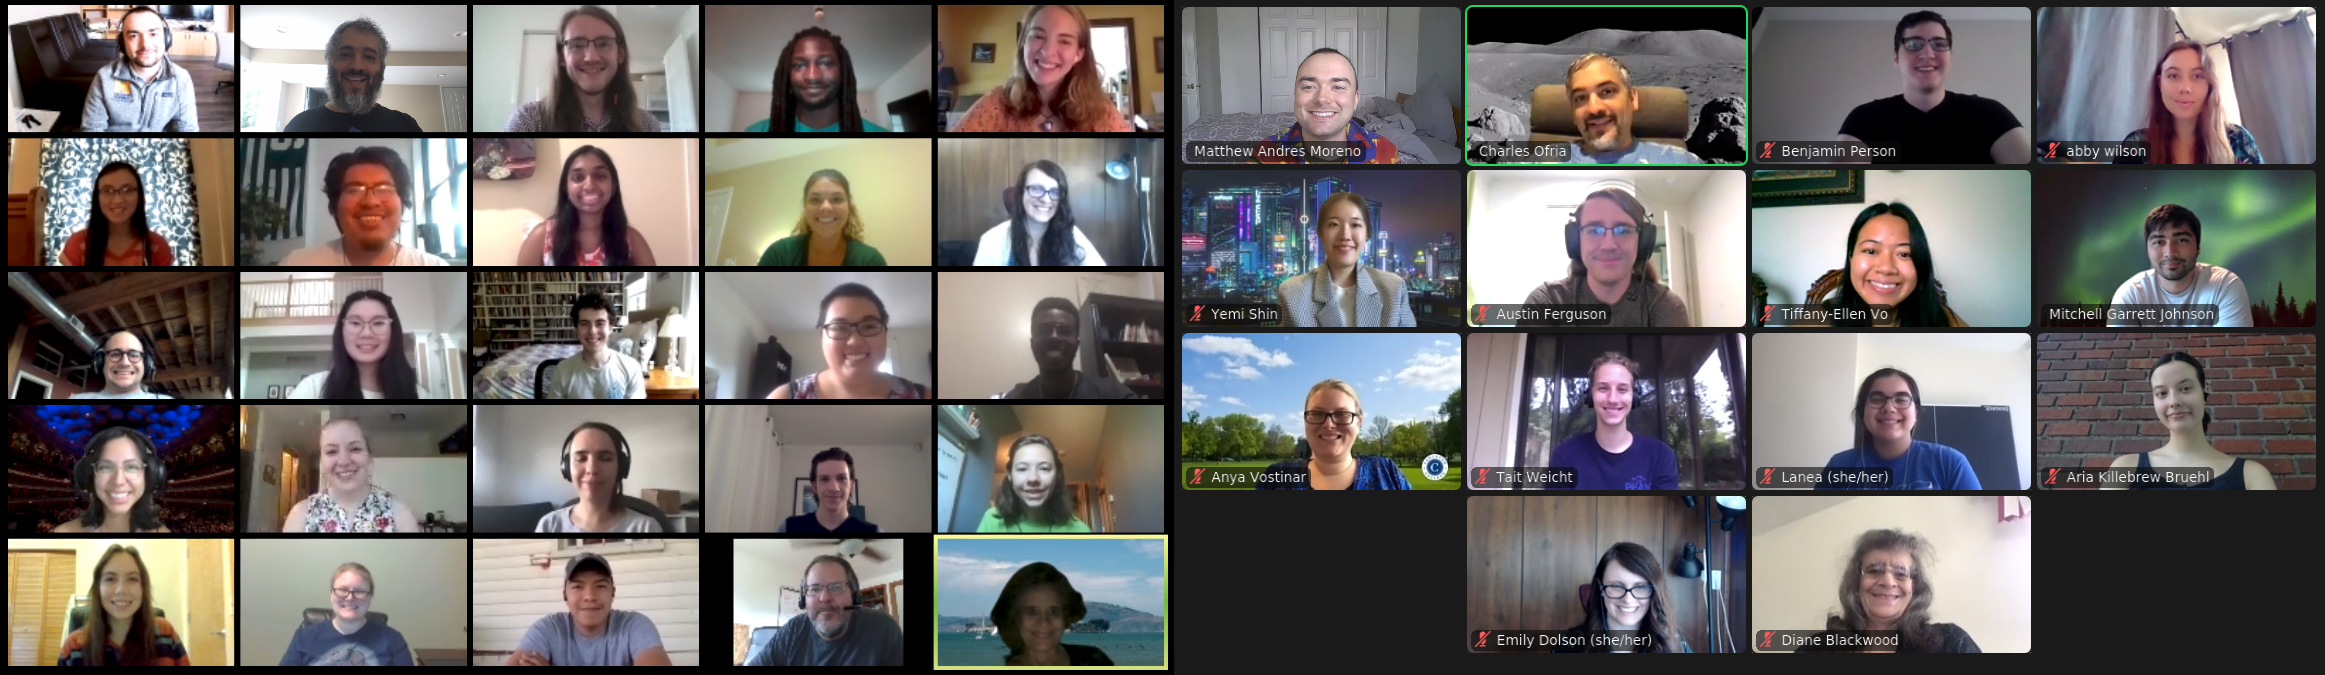 Matthew Andres Moreno
Charles Ofria
Benjamin Person
abby wilson
Yemi Shin
Austin Ferguson
Tiffany-Ellen Vo
Mitchell Garrett Johnson
Anya Vostinar
C
Tait Weicht
Lanea (she/her)
Aria Killebrew Bruehl
Emily Dolson (she/her)
Diane Blackwood